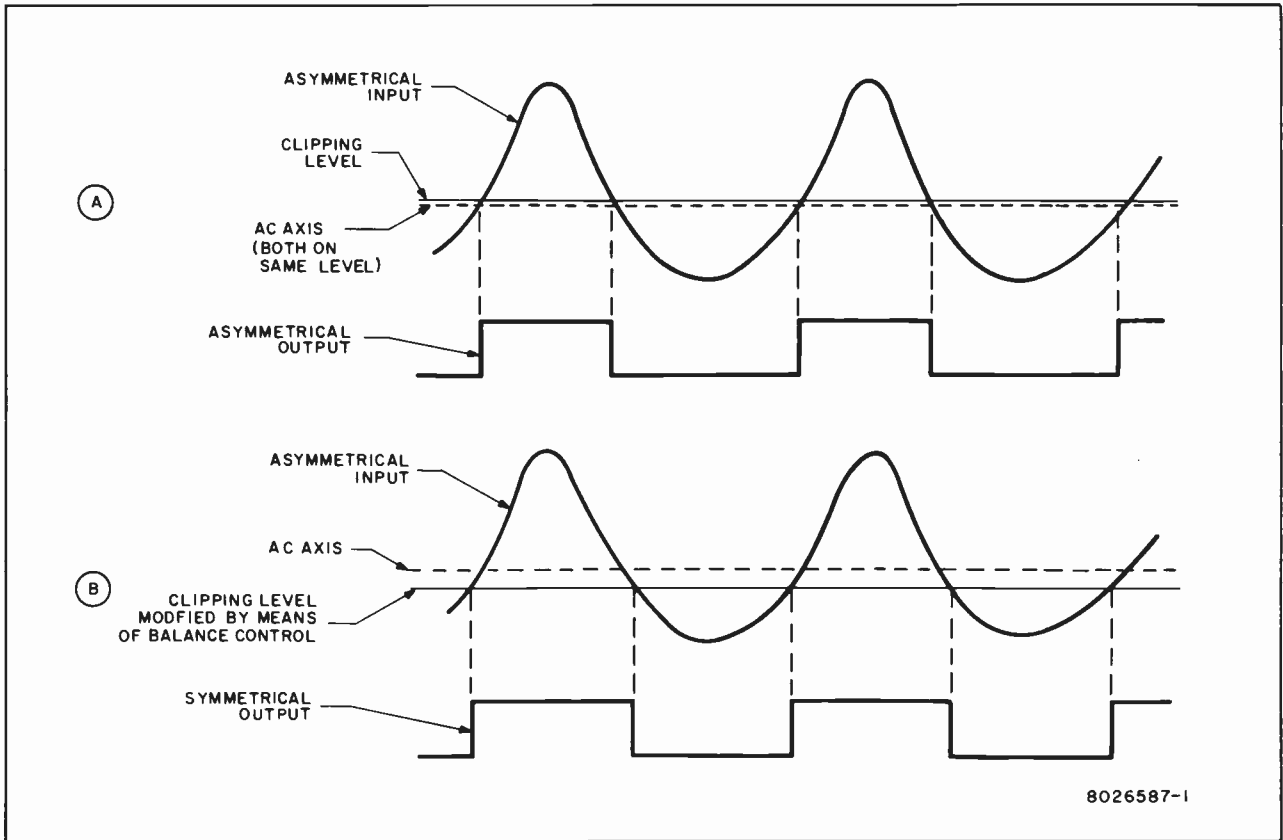 ASYMMETRICAL
INPUT
CLIPPING
LEVEL
A
AC AXIS
(BOTH ON
SAME LEVEL)
ASYMMETRICAL
OUTPUT
ASYMMETRICAL
INPUT
AC AXIS
B
CLIPPING LEVEL
MODFIED BY MEANS
OF BALANCE CONTROL
SYMMETRICAL
OUTPUT
8026587-1